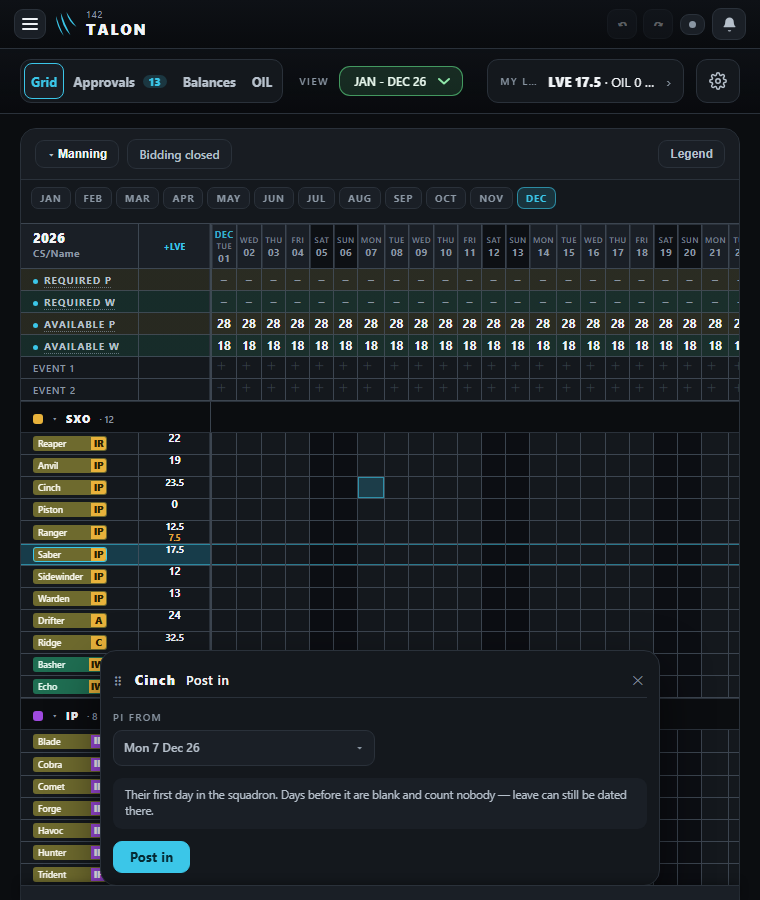 142
TALON
Grid Approvals 13 Balances OIL VIEW JAN - DEC 26 MY L... LVE 17.5 · OIL 0 ... ›
Manning Bidding closed Legend
JAN FEB MAR APR MAY JUN JUL AUG SEP OCT NOV DEC
2026 CS/Name +LVE
DEC TUE 01 WED 02 THU 03 FRI 04 SAT 05 SUN 06 MON 07 TUE 08 WED 09 THU 10 FRI 11 SAT 12 SUN 13 MON 14 TUE 15 WED 16 THU 17 FRI 18 SAT 19 SUN 20 MON 21
REQUIRED P – – – – – – – – – – – – – – – – – – – – – –
REQUIRED W – – – – – – – – – – – – – – – – – – – – – –
AVAILABLE P 28 28 28 28 28 28 28 28 28 28 28 28 28 28 28 28 28 28 28 28 28 2
AVAILABLE W 18 18 18 18 18 18 18 18 18 18 18 18 18 18 18 18 18 18 18 18 18 1
EVENT 1 + + + + + + + + + + + + + + + + + + + + + +
EVENT 2 + + + + + + + + + + + + + + + + + + + + + +
SXO · 12
Reaper IR 22
Anvil IP 19
Cinch IP 23.5
Piston IP 0
Ranger IP 12.5
7.5
Saber IP 17.5
Sidewinder IP 12
Warden IP 13
Drifter A 24
Ridge C 32.5
Basher
Echo
IP · 8
Blade
Cobra
Comet
Forge
Havoc
Hunter
Trident
Cinch Post in
PI FROM
Mon 7 Dec 26
Their first day in the squadron. Days before it are blank and count nobody — leave can still be dated
there.
Post in